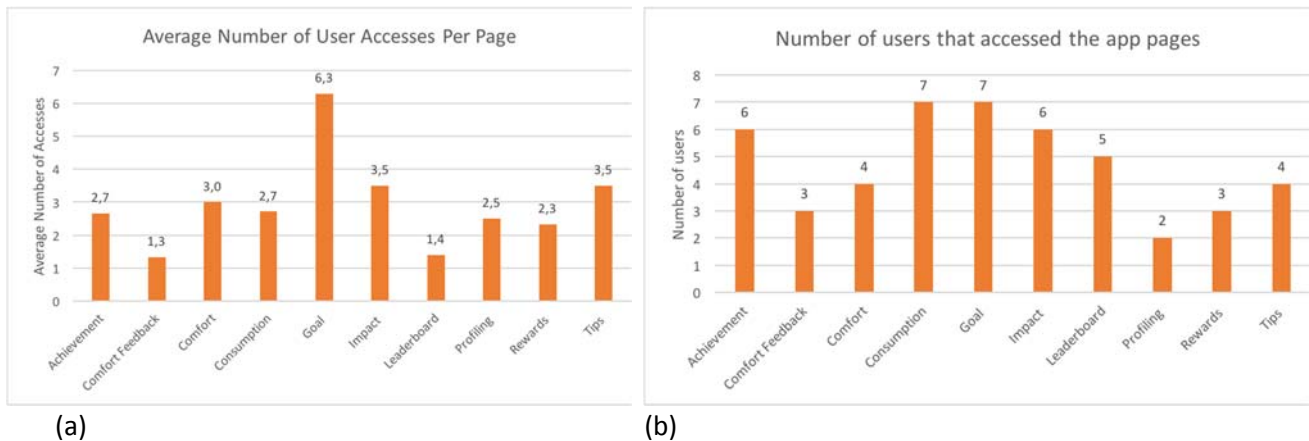 Average Number of User Accesses Per Page
Average Number of Accesses
7
6
5
4
3
2
1
0
2,7
1,3
3,0
2,7
6,3
3,5
1,4
2,5
2,3
3,5
Achievement
Comfort Feedback
Comfort
Consumption
Goal
Impact
Leaderboard
Profiling
Rewards
Tips
(a)
Number of users that accessed the app pages
Number of users
8
7
6
5
4
3
2
1
0
6
3
4
7
7
6
5
2
3
4
Achievement
Comfort Feedback
Comfort
Consumption
Goal
Impact
Leaderboard
Profiling
Rewards
Tips
(b)